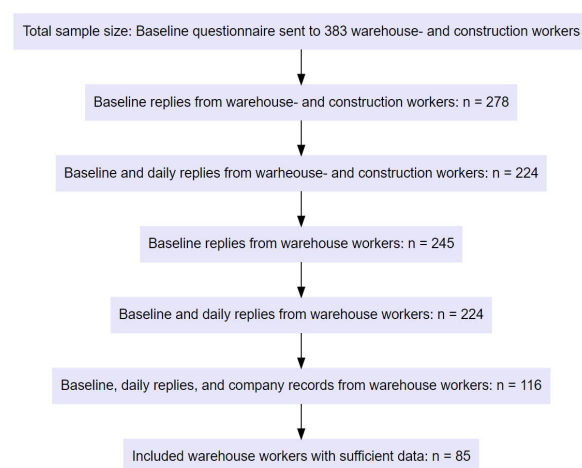 Total sample size: Baseline questionnaire sent to 383 warehouse- and construction workers
Baseline replies from warehouse- and construction workers: n = 278
Baseline and daily replies from warheouse- and construction workers: n = 224
Baseline replies from warehouse workers: n = 245
Baseline and daily replies from warehouse workers: n = 224
Baseline, daily replies, and company records from warehouse workers: n = 116
Included warehouse workers with sufficient data: n = 85